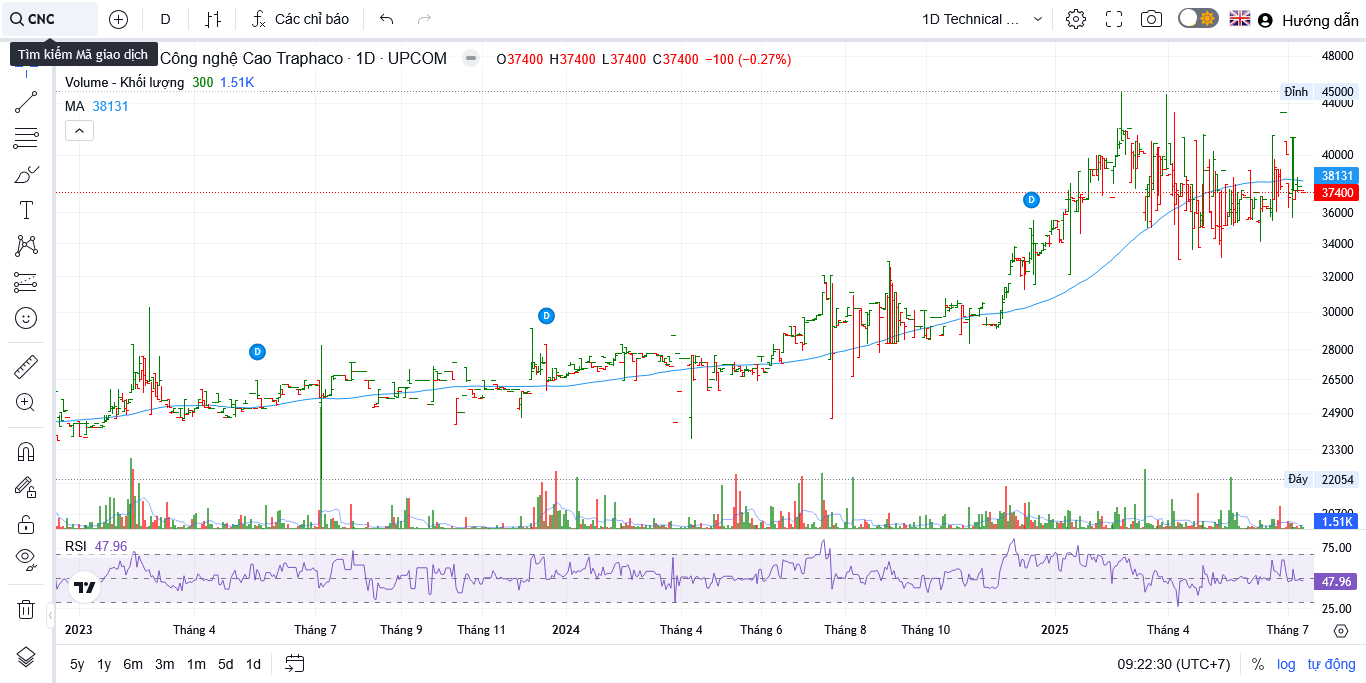 CNC D Các chỉ báo 1D Technical ... Hướng dẫn
Tìm kiếm Mã giao dịch
Công nghệ Cao Traphaco · 1D · UPCOM O37400 H37400 L37400 C37400 −100 (−0.27%)
Volume - Khối lượng 300 1.51K
MA 38131
48000
Đỉnh 45000
44000
40000
38131
37400
36000
34000
32000
30000
28000
26500
24900
23300
Đáy 22054
20700
1.51K
D
D
D
RSI 47.96
75.00
47.96
25.00
2023 Tháng 4 Tháng 7 Tháng 9 Tháng 11 2024 Tháng 4 Tháng 6 Tháng 8 Tháng 10 2025 Tháng 4 Tháng 7
5y 1y 6m 3m 1m 5d 1d 09:22:30 (UTC+7) % log tự động